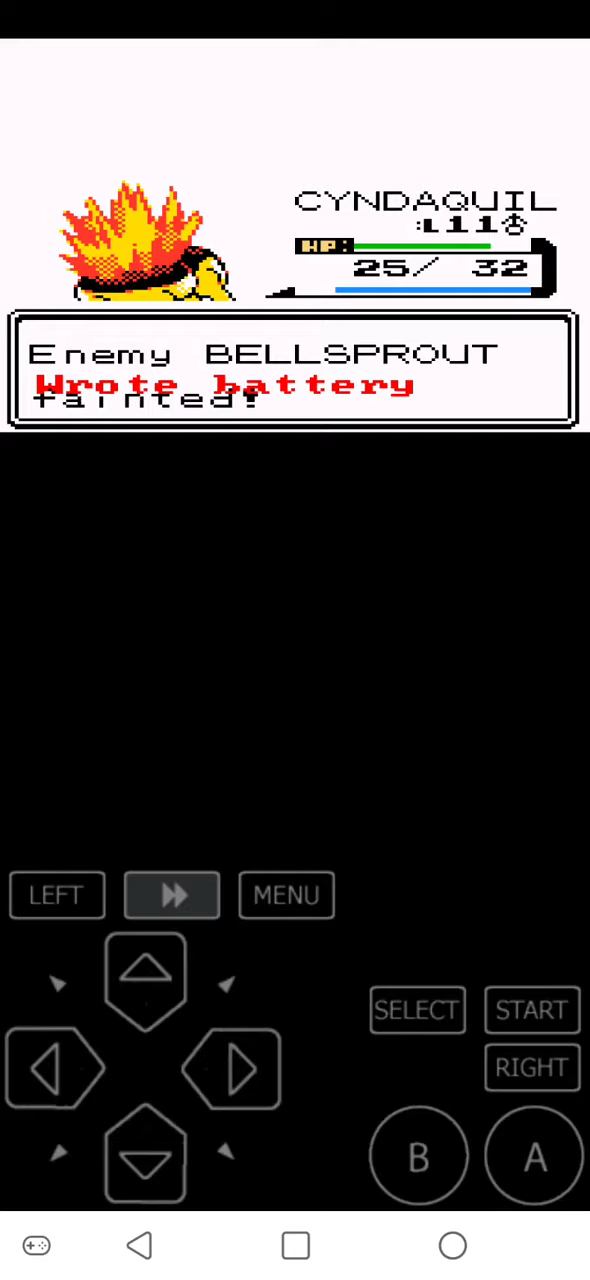 CYNDAQUIL
:L11♂
HP:
25/ 32
Enemy BELLSPROUT
Wrote battery
fainted!
LEFT
MENU
SELECT
START
RIGHT
B
A